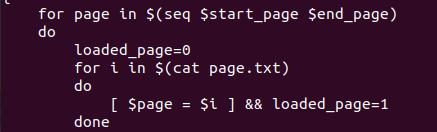 for page in $(seq $start_page $end_page)
do
loaded_page=0
for i in $(cat page.txt)
do
[ $page = $i ] && loaded_page=1
done